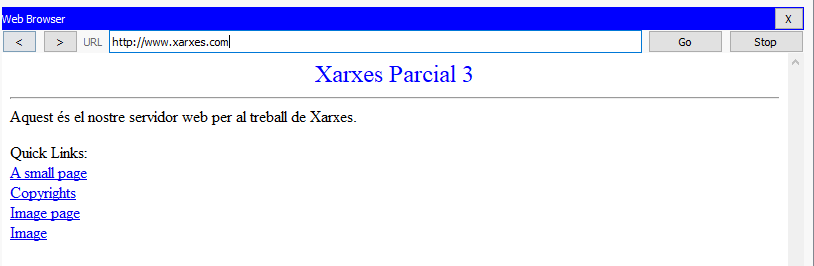 Web Browser X
< > URL http://www.xarxes.com Go Stop
Xarxes Parcial 3
Aquest és el nostre servidor web per al treball de Xarxes.
Quick Links:
A small page
Copyrights
Image page
Image